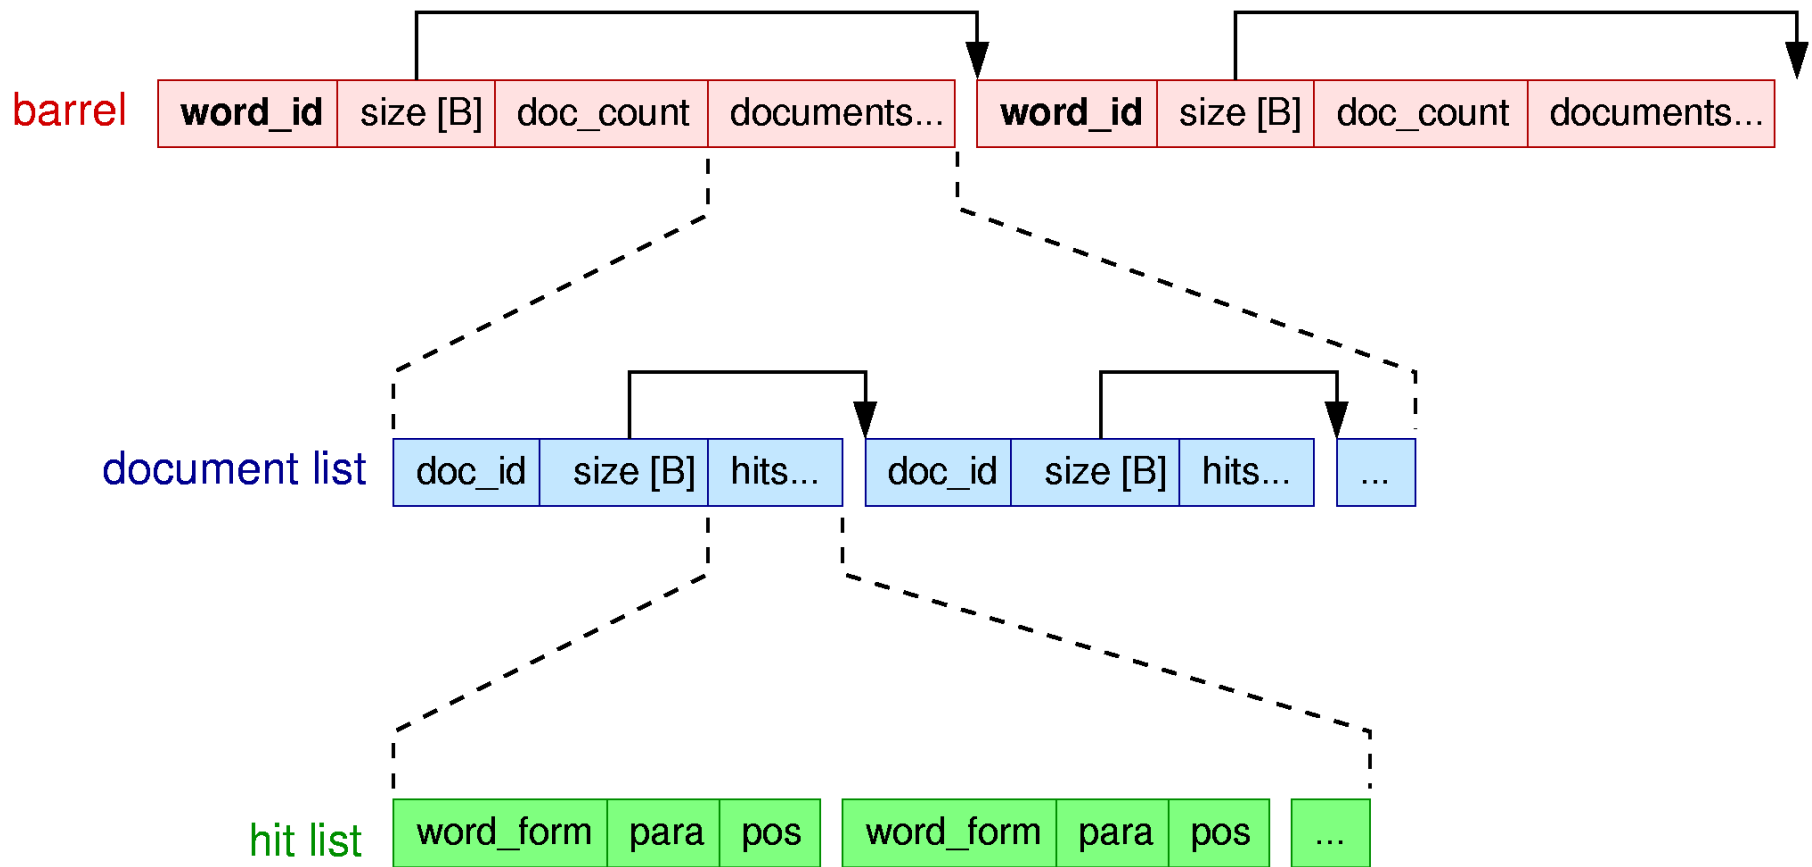 barrel word_id size [B] doc_count documents... word_id size [B] doc_count documents...
document list doc_id size [B] hits... doc_id size [B] hits... ...
hit list word_form para pos word_form para pos ...